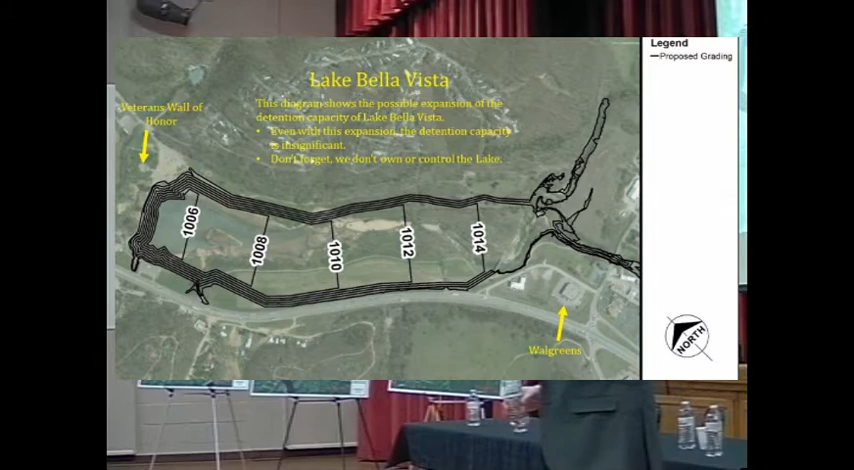 Legend
Proposed Grading
Lake Bella Vista
This diagram shows the possible expansion of the
detention capacity of Lake Bella Vista.
• Even with this expansion, the detention capacity
is insignificant.
• Don't forget, we don't own or control the Lake.
Veterans Wall of
Honor
1006
1008
1010
1012
1014
Walgreens
NORTH